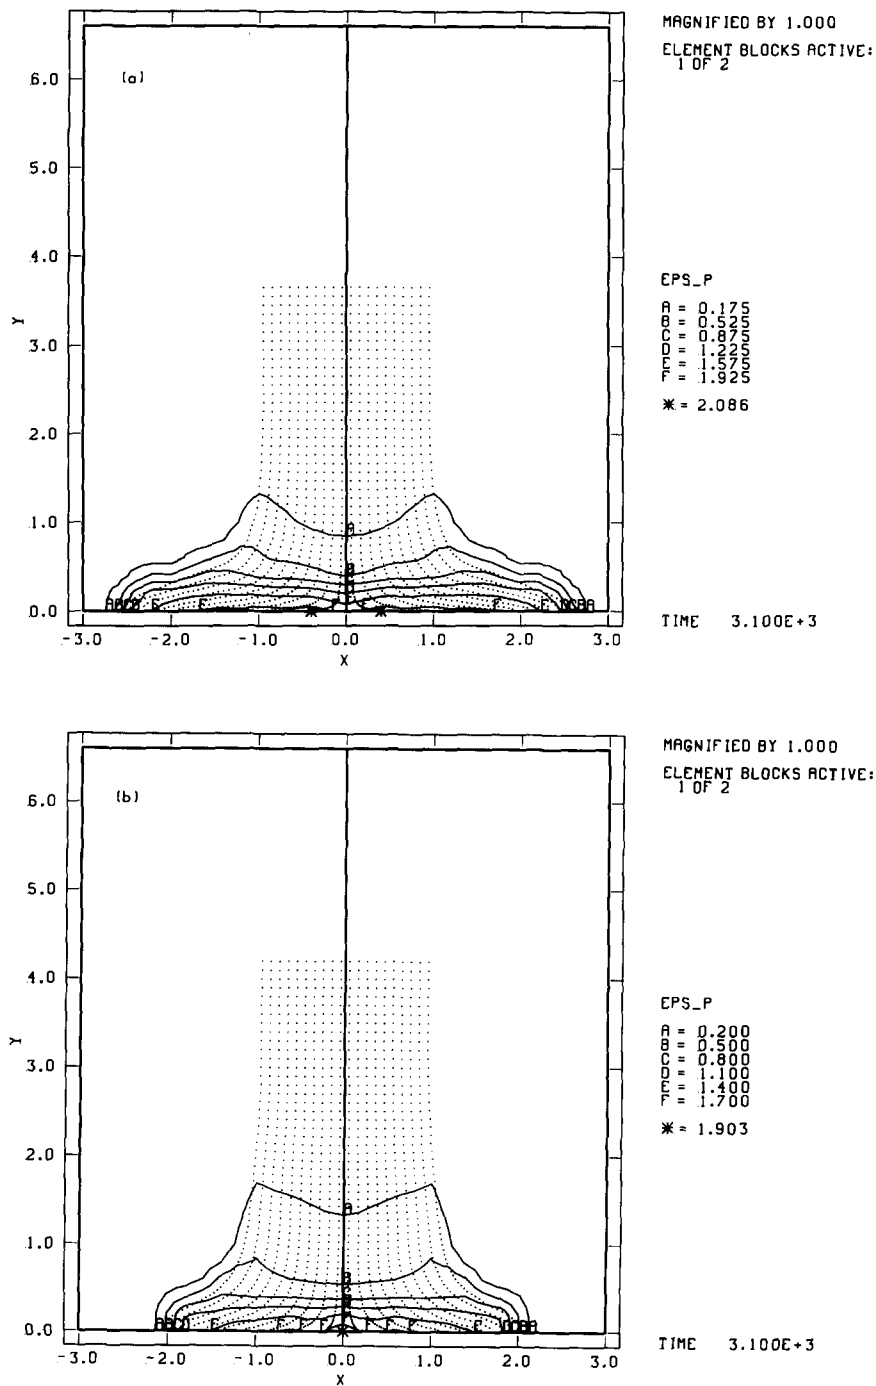 MAGNIFIED BY 1.000
ELEMENT BLOCKS ACTIVE:
1 OF 2
(a)
6.0
5.0
4.0
3.0
2.0
1.0
0.0
Y
EPS_P
A = 0.175
B = 0.525
C = 0.875
D = 1.225
E = 1.575
F = 1.925
* = 2.086
TIME 3.100E+3
-3.0 -2.0 -1.0 0.0 1.0 2.0 3.0
X
MAGNIFIED BY 1.000
ELEMENT BLOCKS ACTIVE:
1 OF 2
(b)
6.0
5.0
4.0
3.0
2.0
1.0
0.0
Y
EPS_P
A = 0.200
B = 0.500
C = 0.800
D = 1.100
E = 1.400
F = 1.700
* = 1.903
TIME 3.100E+3
-3.0 -2.0 -1.0 0.0 1.0 2.0 3.0
X